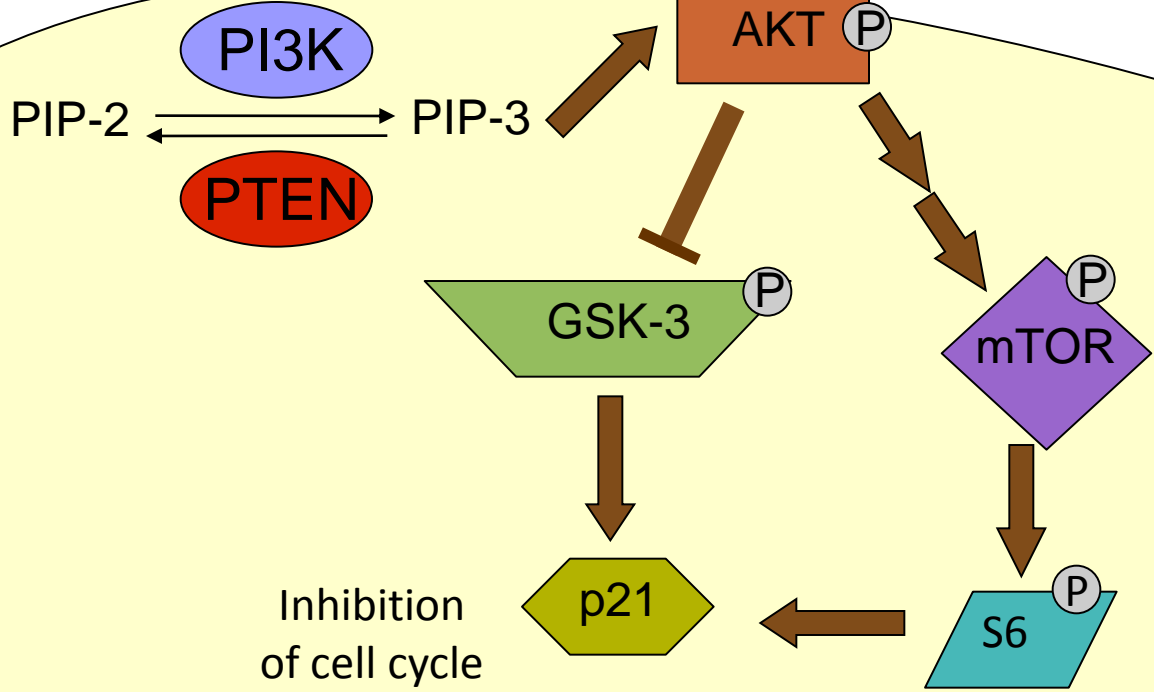 PI3K
AKT
P
PIP-2
PIP-3
PTEN
GSK-3
P
P
mTOR
p21
P
S6
Inhibition
of cell cycle